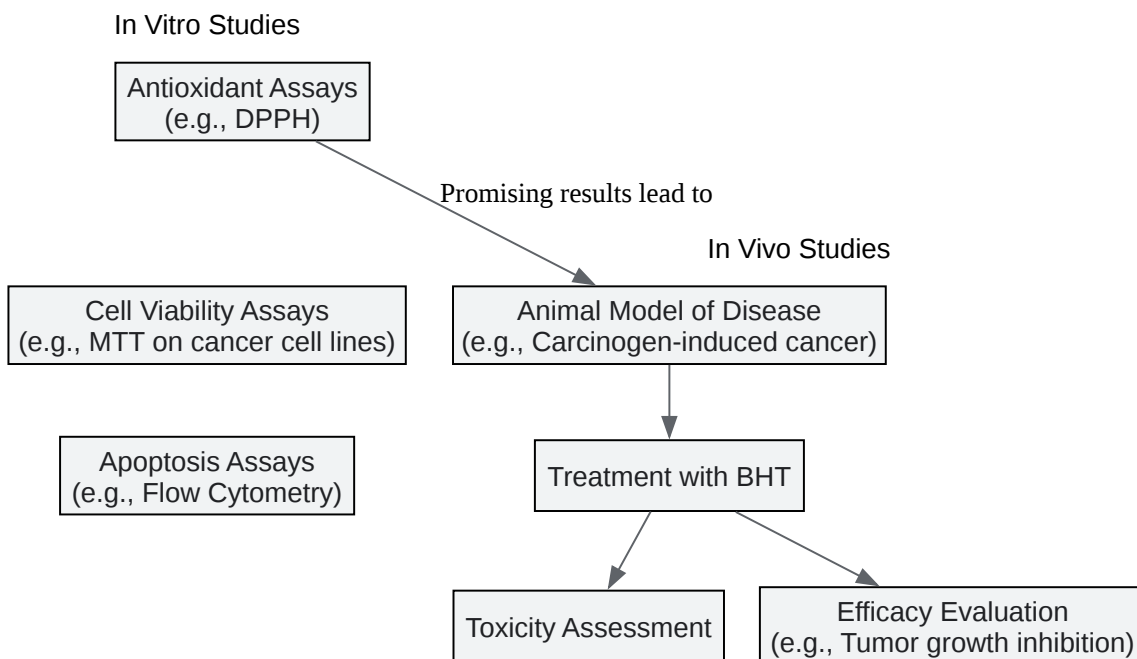 In Vitro Studies
Antioxidant Assays
(e.g., DPPH)
Promising results lead to
In Vivo Studies
Cell Viability Assays
(e.g., MTT on cancer cell lines)
Animal Model of Disease
(e.g., Carcinogen-induced cancer)
Apoptosis Assays
(e.g., Flow Cytometry)
Treatment with BHT
Toxicity Assessment
Efficacy Evaluation
(e.g., Tumor growth inhibition)